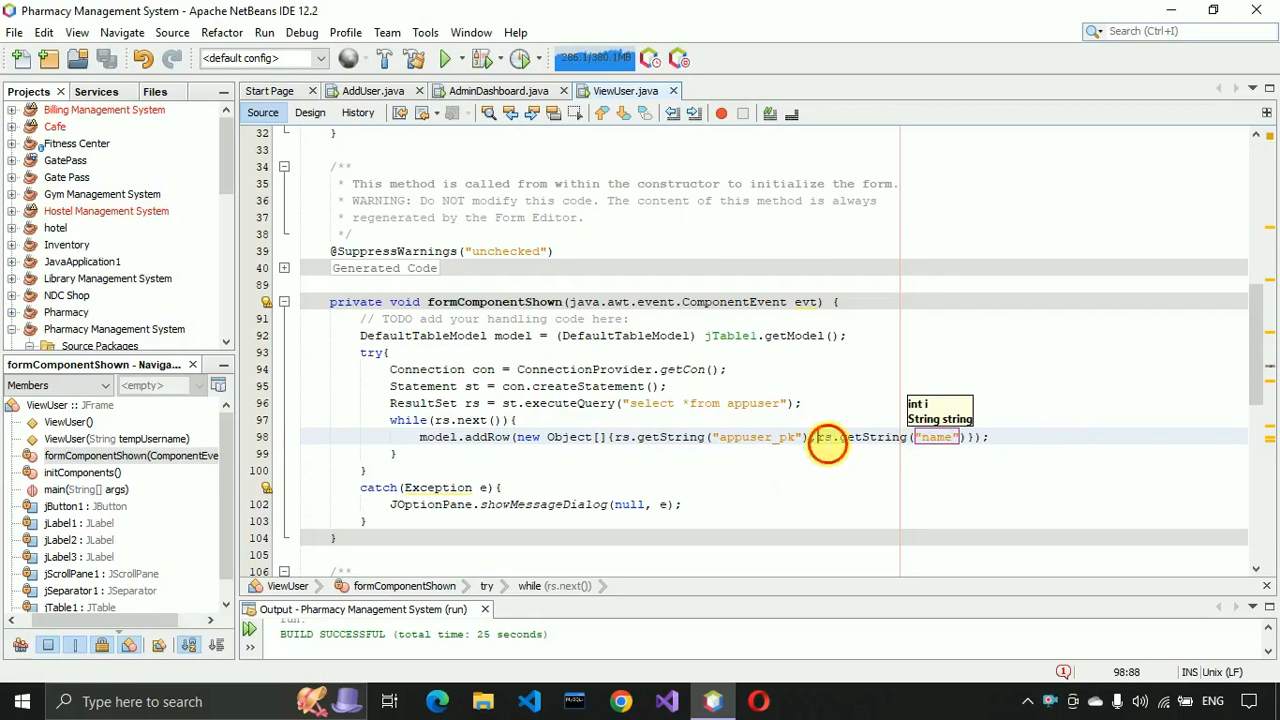 Pharmacy Management System - Apache NetBeans IDE 12.2
File Edit View Navigate Source Refactor Run Debug Profile Team Tools Window Help
Search (Ctrl+I)
<default config>
286.1/380.1MB
Projects Services Files
Start Page AddUser.java AdminDashboard.java ViewUser.java
Source Design History
Billing Management System
Cafe
Fitness Center
GatePass
Gate Pass
Gym Management System
Hostel Management System
hotel
Inventory
JavaApplication1
Library Management System
NDC Shop
Pharmacy
Pharmacy Management System
Source Packages
formComponentShown - Naviga...
Members <empty>
ViewUser :: JFrame
ViewUser()
ViewUser(String tempUsername)
formComponentShown(ComponentEve
initComponents()
main(String[] args)
jButton1 : JButton
jLabel1 : JLabel
jLabel2 : JLabel
jLabel3 : JLabel
jScrollPane1 : JScrollPane
jSeparator1 : JSeparator
jTable1 : JTable
32 }
33
34 /**
35 * This method is called from within the constructor to initialize the form.
36 * WARNING: Do NOT modify this code. The content of this method is always
37 * regenerated by the Form Editor.
38 */
39 @SuppressWarnings("unchecked")
40 Generated Code
89
private void formComponentShown(java.awt.event.ComponentEvent evt) {
91 // TODO add your handling code here:
92 DefaultTableModel model = (DefaultTableModel) jTable1.getModel();
93 try{
94 Connection con = ConnectionProvider.getCon();
95 Statement st = con.createStatement();
96 ResultSet rs = st.executeQuery("select *from appuser");
97 while(rs.next()){
int i
String string
98 model.addRow(new Object[]{rs.getString("appuser_pk"),rs.getString("name")});
99 }
100 }
catch(Exception e){
102 JOptionPane.showMessageDialog(null, e);
103 }
104 }
105
106 /**
ViewUser formComponentShown try while (rs.next())
Output - Pharmacy Management System (run)
run:
BUILD SUCCESSFUL (total time: 25 seconds)
1 98:88 INS Unix (LF)
Type here to search
ENG